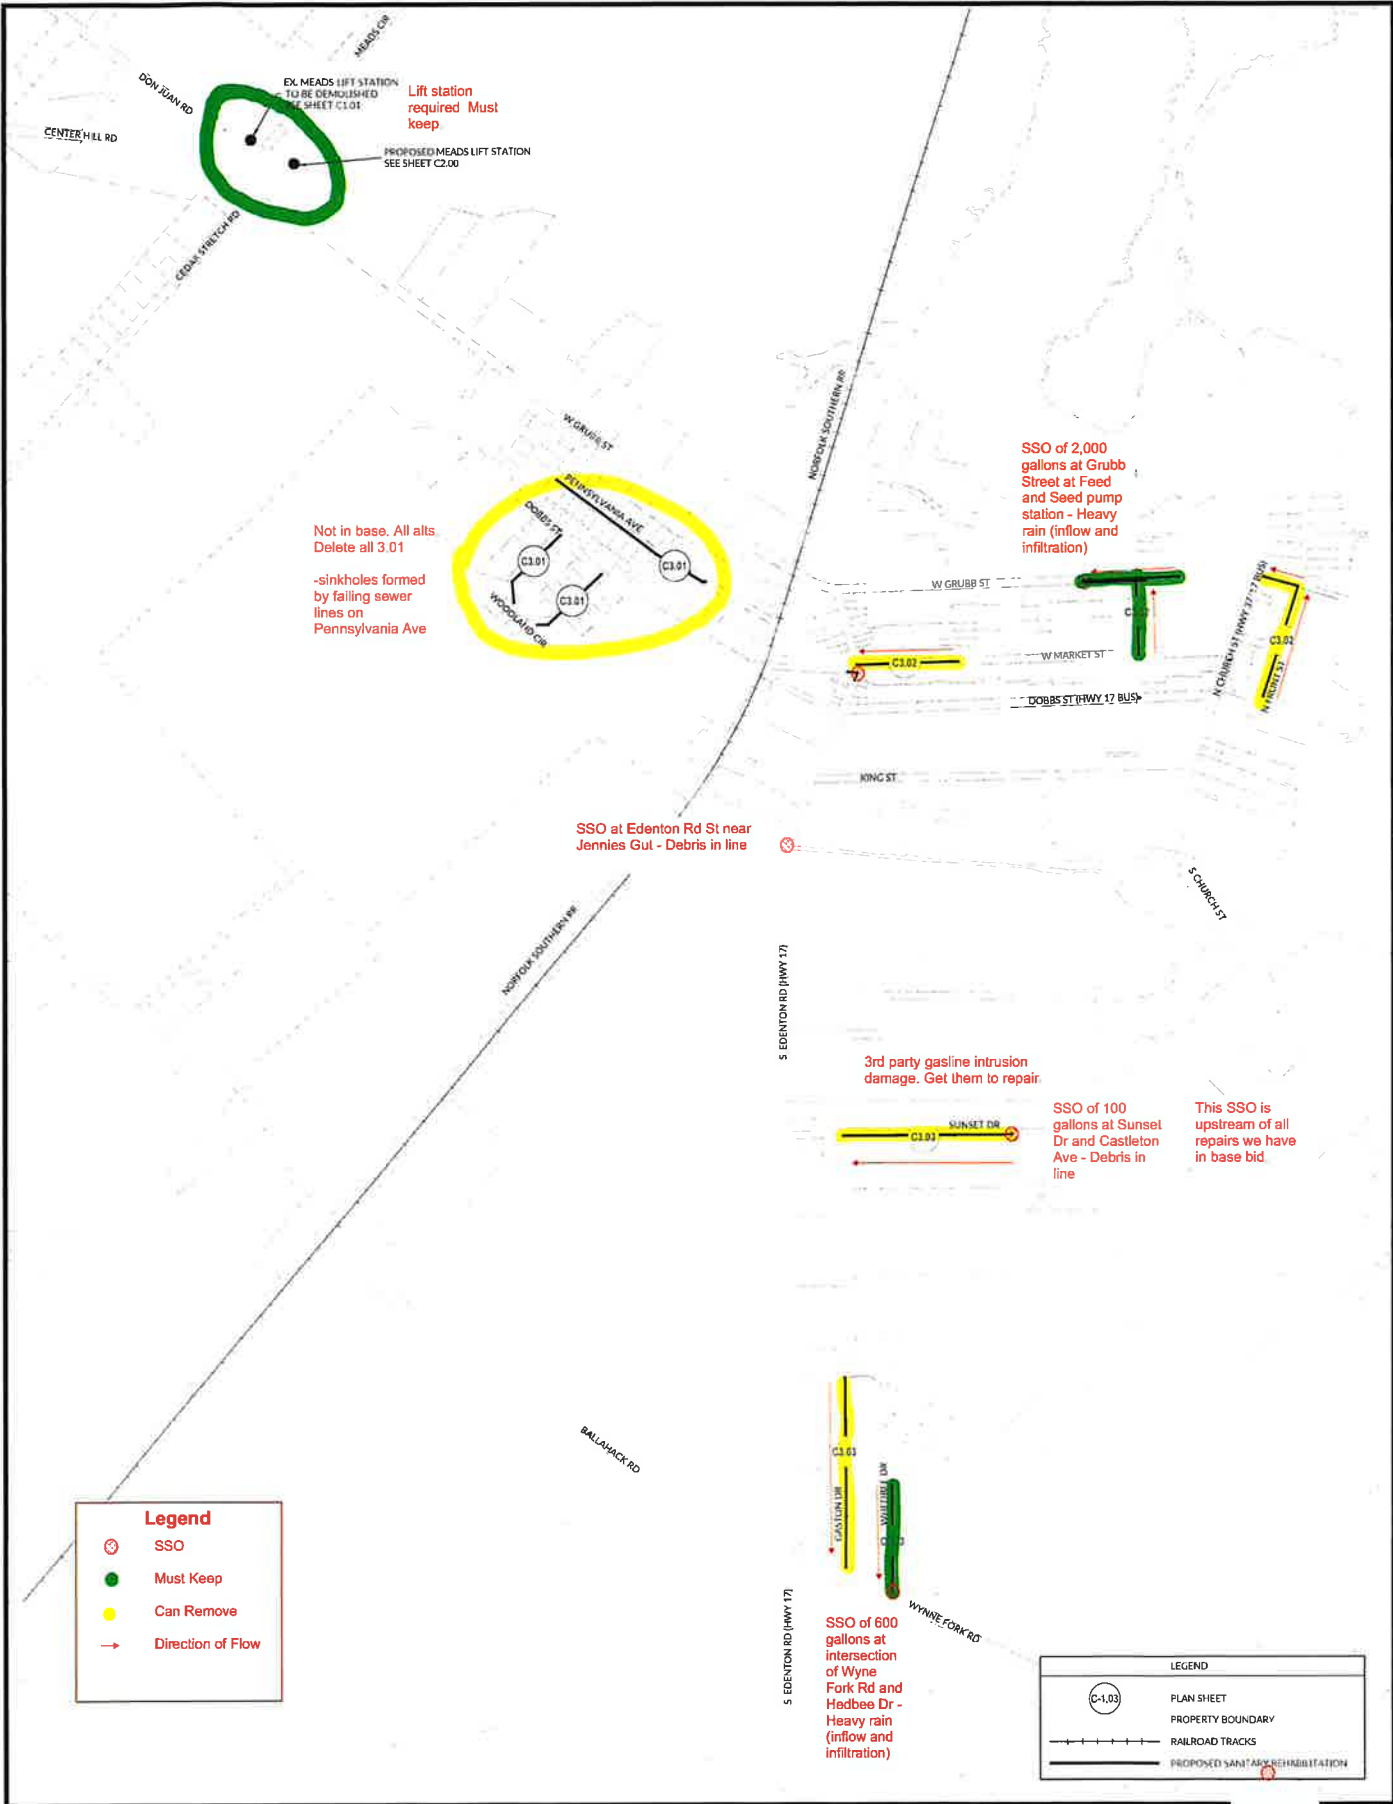 MEADS CIR
DON JUAN RD
CENTER HILL RD
EX. MEADS LIFT STATION
TO BE DEMOLISHED
SEE SHEET C1.01
Lift station
required Must
keep
PROPOSED MEADS LIFT STATION
SEE SHEET C2.00
CEDAR STRETCH RD
NORFOLK SOUTHERN RR
W GRUBB ST
PENNSYLVANIA AVE
DOBBS ST
C3.01
C3.01
C3.01
WOODLAND CIR
Not in base. All alts
Delete all 3.01
-sinkholes formed
by failing sewer
lines on
Pennsylvania Ave
SSO of 2,000
gallons at Grubb
Street at Feed
and Seed pump
station - Heavy
rain (inflow and
infiltration)
W GRUBB ST
W MARKET ST
C3.02
DOBBS ST (HWY 17 BUS)
N CHURCH ST (HWY 37 / 17 BUS)
C3.02
N FRONT ST
KING ST
SSO at Edenton Rd St near
Jennies Gut - Debris in line
S CHURCH ST
NORFOLK SOUTHERN RR
S EDENTON RD (HWY 17)
3rd party gasline intrusion
damage. Get them to repair
SUNSET DR
C3.03
SSO of 100
gallons at Sunset
Dr and Castleton
Ave - Debris in
line
This SSO is
upstream of all
repairs we have
in base bid
BALLAHACK RD
C3.03
GASTON DR
WHEDBEE DR
WYNNE FORK RD
S EDENTON RD (HWY 17)
SSO of 600
gallons at
intersection
of Wyne
Fork Rd and
Hedbee Dr -
Heavy rain
(inflow and
infiltration)
Legend
SSO
Must Keep
Can Remove
Direction of Flow
LEGEND
C-1.03
PLAN SHEET
PROPERTY BOUNDARY
RAILROAD TRACKS
PROPOSED SANITARY REHABILITATION